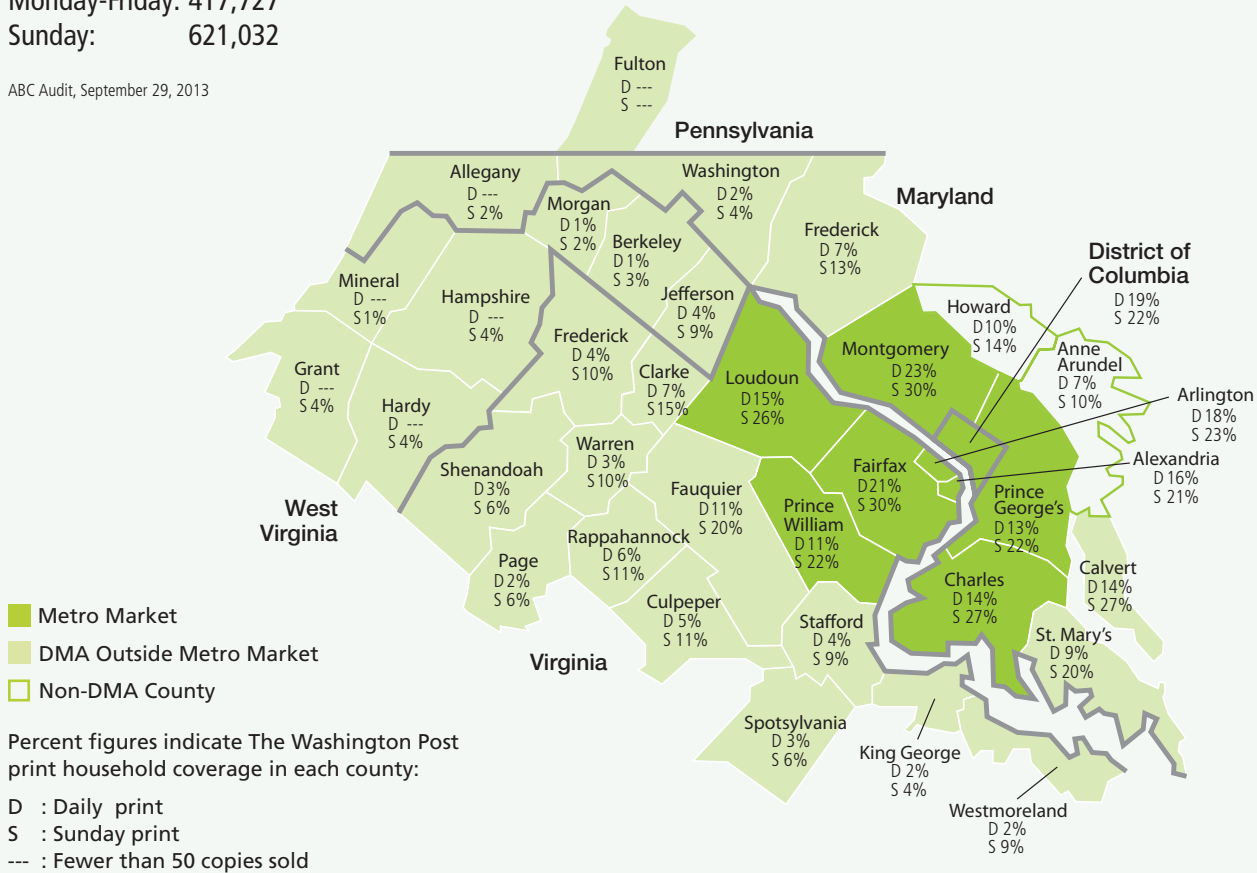 Monday-Friday: 417,727
Sunday: 621,032
ABC Audit, September 29, 2013
Fulton
D ---
S ---
Pennsylvania
Allegany
D ---
S 2%
Morgan
D 1%
S 2%
Washington
D 2%
S 4%
Maryland
Berkeley
D 1%
S 3%
Frederick
D 7%
S 13%
District of
Columbia
D 19%
S 22%
Mineral
D ---
S 1%
Hampshire
D ---
S 4%
Jefferson
D 4%
S 9%
Howard
D 10%
S 14%
Frederick
D 4%
S 10%
Montgomery
D 23%
S 30%
Anne
Arundel
D 7%
S 10%
Grant
D ---
S 4%
Clarke
D 7%
S 15%
Loudoun
D 15%
S 26%
Arlington
D 18%
S 23%
Hardy
D ---
S 4%
Warren
D 3%
S 10%
Alexandria
D 16%
S 21%
Shenandoah
D 3%
S 6%
Fairfax
D 21%
S 30%
Fauquier
D 11%
S 20%
Prince
George's
D 13%
S 22%
Prince
William
D 11%
S 22%
West
Virginia
Rappahannock
D 6%
S 11%
Page
D 2%
S 6%
Charles
D 14%
S 27%
Calvert
D 14%
S 27%
Culpeper
D 5%
S 11%
Stafford
D 4%
S 9%
St. Mary's
D 9%
S 20%
Virginia
Metro Market
DMA Outside Metro Market
Non-DMA County
Spotsylvania
D 3%
S 6%
King George
D 2%
S 4%
Westmoreland
D 2%
S 9%
Percent figures indicate The Washington Post
print household coverage in each county:
D : Daily print
S : Sunday print
--- : Fewer than 50 copies sold